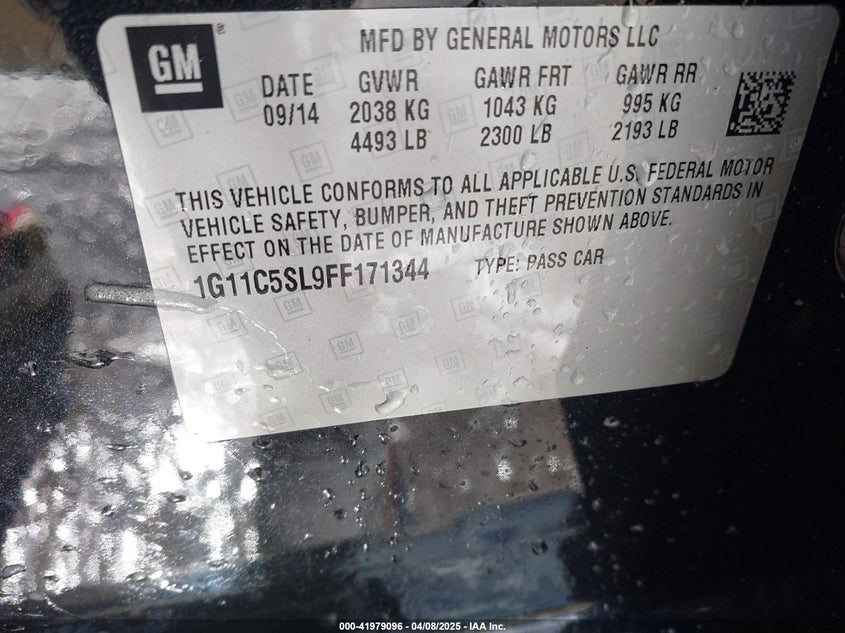 GM
MFD BY GENERAL MOTORS LLC
DATE GVWR GAWR FRT GAWR RR
09/14 2038 KG 1043 KG 995 KG
4493 LB 2300 LB 2193 LB
THIS VEHICLE CONFORMS TO ALL APPLICABLE U.S. FEDERAL MOTOR
VEHICLE SAFETY, BUMPER, AND THEFT PREVENTION STANDARDS IN
EFFECT ON THE DATE OF MANUFACTURE SHOWN ABOVE.
1G11C5SL9FF171344 TYPE: PASS CAR
000-41979096 - 04/08/2025 - IAA Inc.